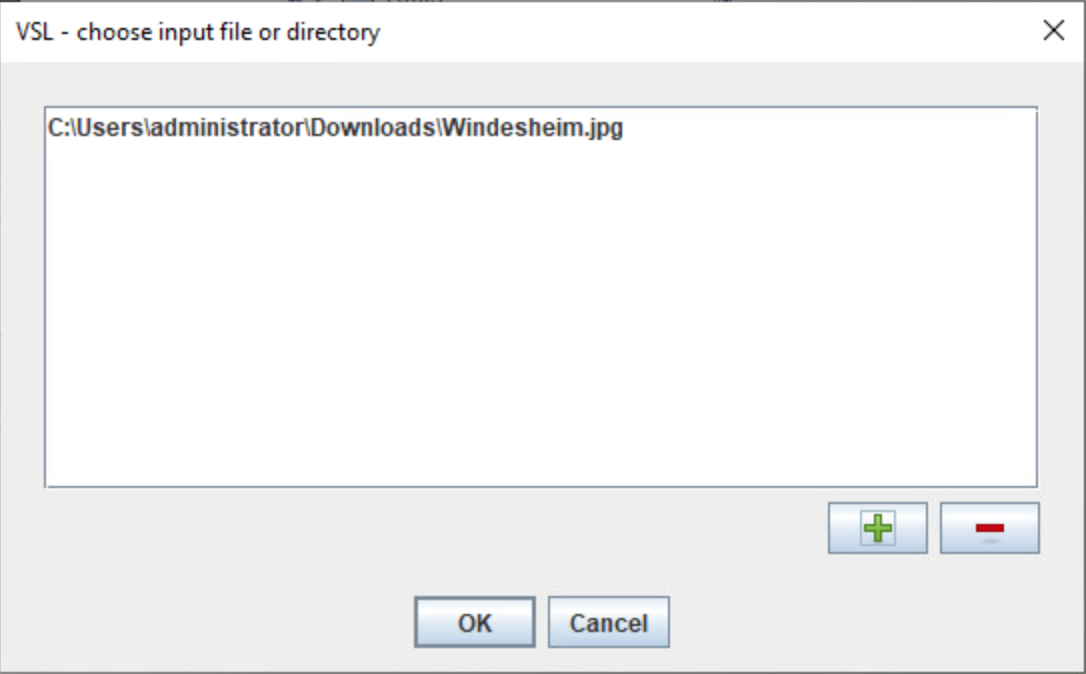 VSL - choose input file or directory
C:\Users\administrator\Downloads\Windesheim.jpg
OK
Cancel